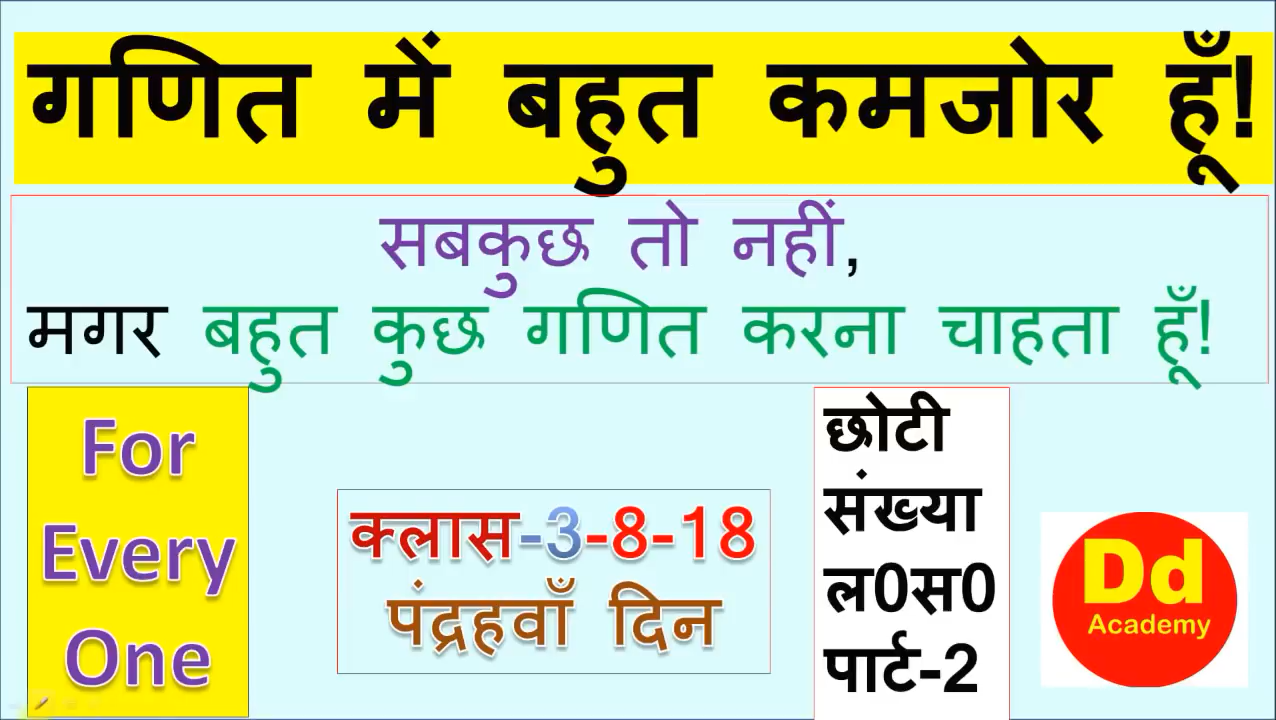 गणित में बहुत कमजोर हूँ!
सबकुछ तो नहीं,
मगर बहुत कुछ गणित करना चाहता हूँ!
For
Every
One
क्लास-3-8-18
पंद्रहवाँ दिन
छोटी
संख्या
ल0स0
पार्ट-2
Dd
Academy